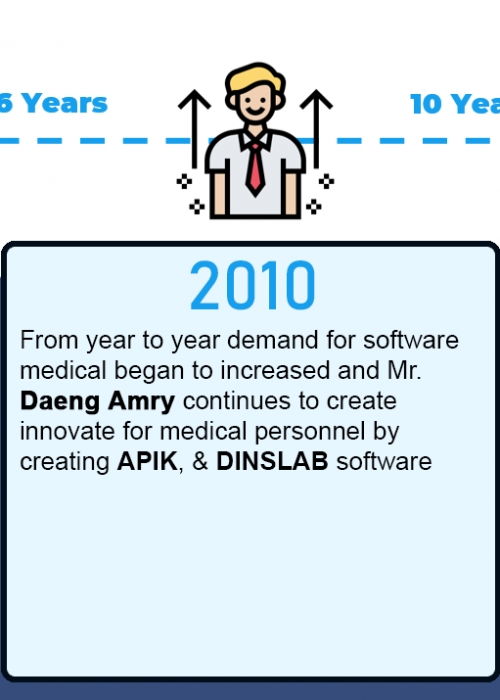 6 Years
10 Yea
2010
From year to year demand for software
medical began to increased and Mr.
Daeng Amry continues to create
innovate for medical personnel by
creating APIK, & DINSLAB software